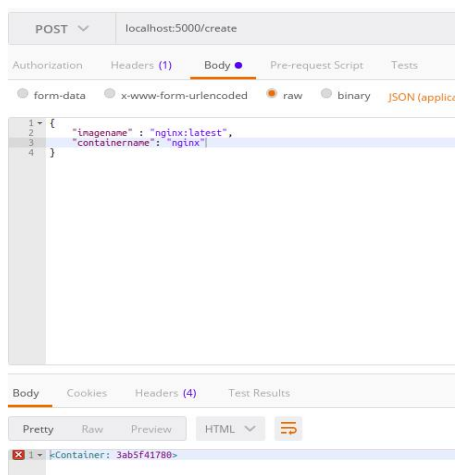 POST localhost:5000/create
Authorization Headers (1) Body Pre-request Script Tests
form-data x-www-form-urlencoded raw binary JSON (applica
1 {
2 "imagename" : "nginx:latest",
3 "containername": "nginx"
4 }
Body Cookies Headers (4) Test Results
Pretty Raw Preview HTML
1 <Container: 3ab5f41780>